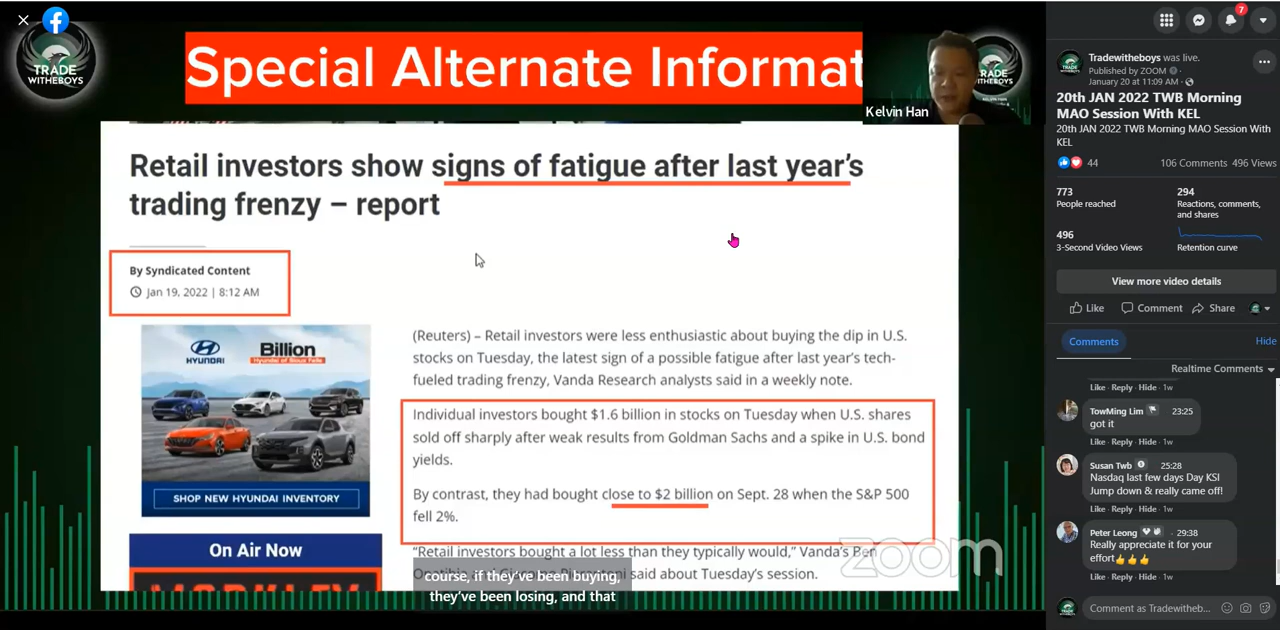 TRADE
WITHEBOYS
Special Alternate Informat
Kelvin Han
Retail investors show signs of fatigue after last year's
trading frenzy – report
By Syndicated Content
Jan 19, 2022 | 8:12 AM
HYUNDAI
Billion
Hyundai of Sioux Falls
SHOP NEW HYUNDAI INVENTORY
On Air Now
(Reuters) – Retail investors were less enthusiastic about buying the dip in U.S.
stocks on Tuesday, the latest sign of a possible fatigue after last year's tech-
fueled trading frenzy, Vanda Research analysts said in a weekly note.
Individual investors bought $1.6 billion in stocks on Tuesday when U.S. shares
sold off sharply after weak results from Goldman Sachs and a spike in U.S. bond
yields.
By contrast, they had bought close to $2 billion on Sept. 28 when the S&P 500
fell 2%.
"Retail investors bought a lot less than they typically would," Vanda's Ben
said about Tuesday's session.
course, if they've been buying,
they've been losing, and that
zoom
7
Tradewitheboys was live.
Published by ZOOM
January 20 at 11:09 AM
20th JAN 2022 TWB Morning
MAO Session With KEL
20th JAN 2022 TWB Morning MAO Session With
KEL
44
106 Comments 496 Views
773
People reached
294
Reactions, comments,
and shares
496
3-Second Video Views
Retention curve
View more video details
Like
Comment
Share
Comments
Hide
Realtime Comments
Like · Reply · Hide · 1w
TowMing Lim 23:25
got it
Like · Reply · Hide · 1w
Susan Twb 25:28
Nasdaq last few days Day KSI
Jump down & really came off!
Like · Reply · Hide · 1w
Peter Leong · 29:38
Really appreciate it for your
effort👍👍👍
Like · Reply · Hide · 1w
Comment as Tradewitheb...